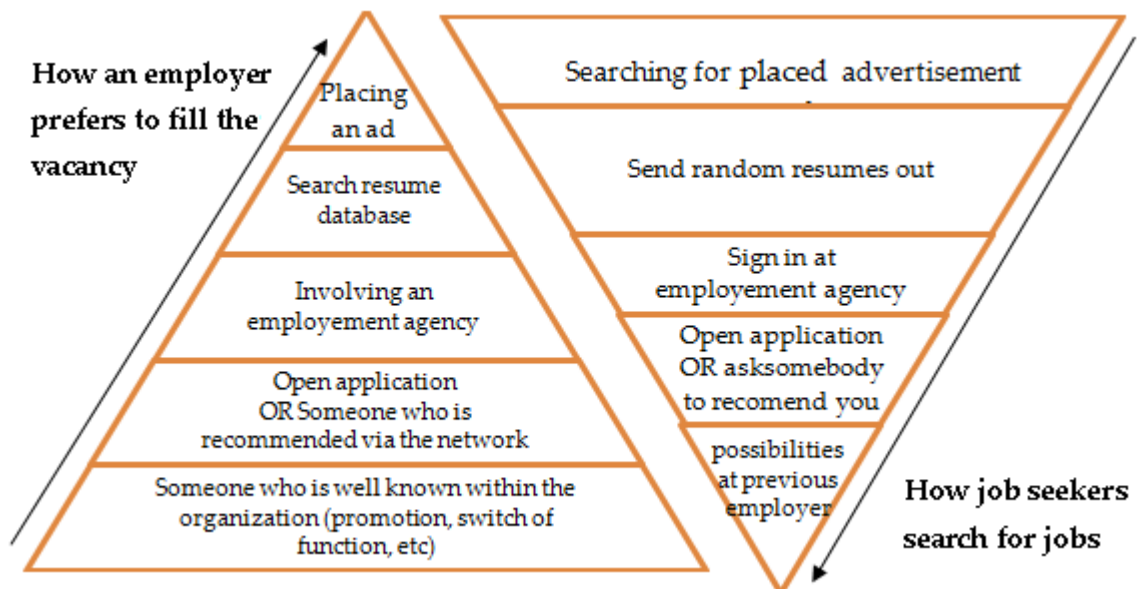 How an employer
prefers to fill the
vacancy
Placing
an ad
Search resume
database
Involving an
employement agency
Open application
OR Someone who is
recommended via the network
Someone who is well known within the
organization (promotion, switch of
function, etc)
Searching for placed advertisement
Send random resumes out
Sign in at
employement agency
Open application
OR asksomebody
to recomend you
possibilities
at previous
employer
How job seekers
search for jobs